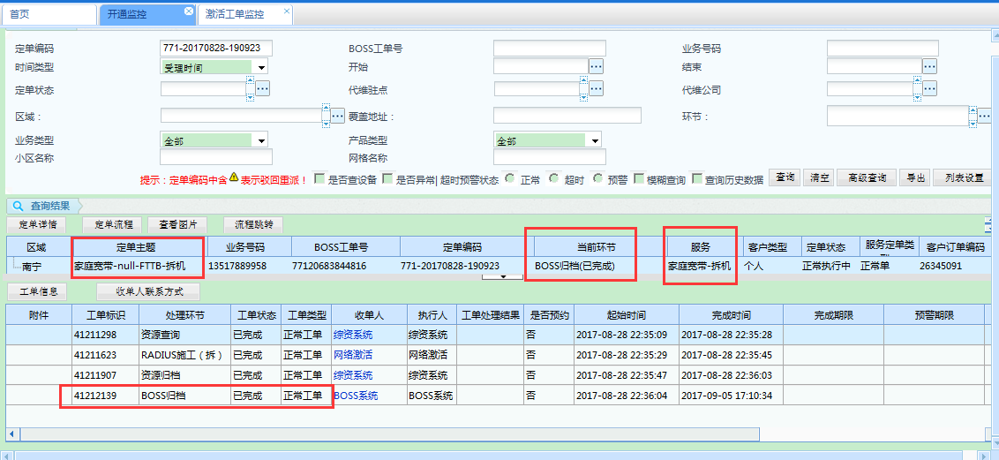 首页 开通监控 激活工单监控
定单编码 771-20170828-190923 BOSS工单号 业务号码
时间类型 受理时间 开始 结束
定单状态 代维驻点 代维公司
区域： 覆盖地址： 环节：
业务类型 全部 产品类型 全部
小区名称 网格名称
提示：定单编码中含 表示驳回重派！ 是否查设备 是否异常| 超时预警状态 正常 超时 预警 模糊查询 查询历史数据 查询 清空 高级查询 导出 列表设置
查询结果
定单详情 定单流程 查看图片 流程跳转
区域 定单主题 业务号码 BOSS工单号 定单编码 当前环节 服务 客户类型 定单状态 服务定单类 客户订单编码
南宁 家庭宽带-null-FTTB-拆机 13517889958 77120683844816 771-20170828-190923 BOSS归档(已完成) 家庭宽带-拆机 个人 正常执行中 正常单 26345091
工单信息 收单人联系方式
附件 工单标识 处理环节 工单状态 工单类型 收单人 执行人 工单处理结果 是否预约 起始时间 完成时间 完成期限 预警期限
41211298 资源查询 已完成 正常工单 综资系统 综资系统 否 2017-08-28 22:35:09 2017-08-28 22:35:28
41211623 RADIUS施工（拆） 已完成 正常工单 网络激活 网络激活 否 2017-08-28 22:35:29 2017-08-28 22:35:45
41211907 资源归档 已完成 正常工单 综资系统 综资系统 否 2017-08-28 22:35:47 2017-08-28 22:36:03
41212139 BOSS归档 已完成 正常工单 BOSS系统 BOSS系统 否 2017-08-28 22:36:04 2017-09-05 17:10:34